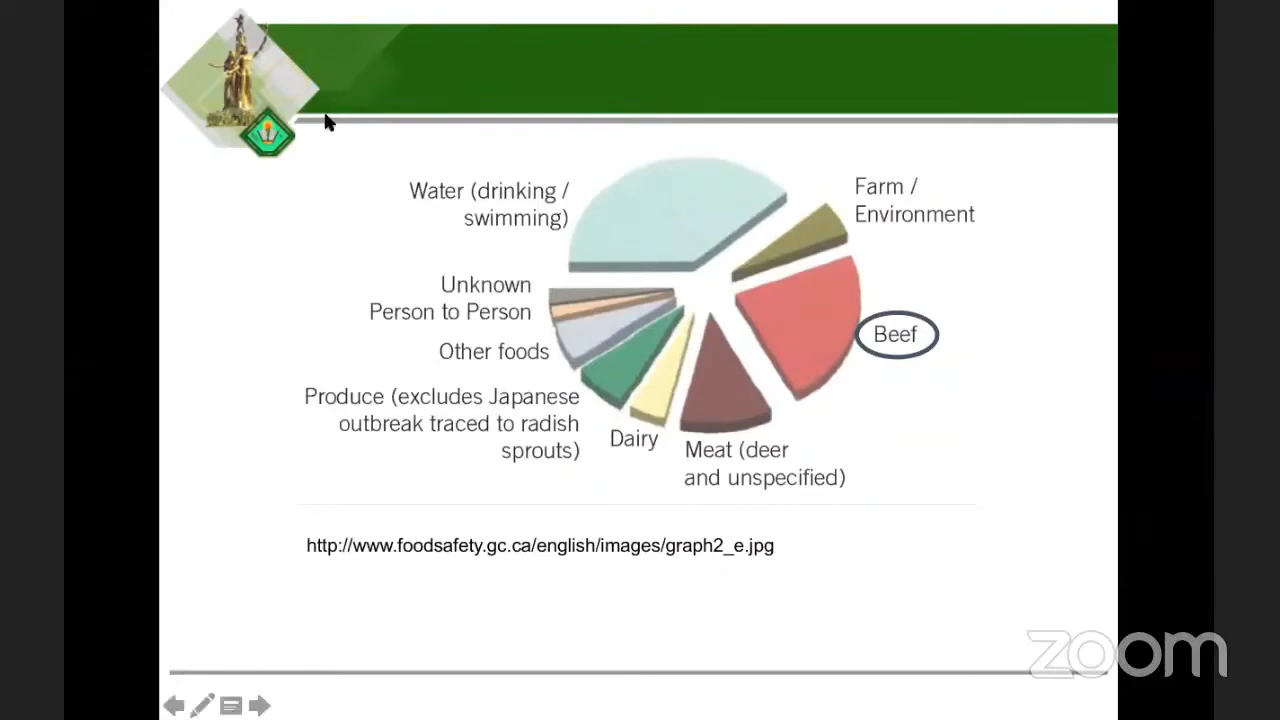 Water (drinking /
swimming)
Farm /
Environment
Unknown
Person to Person
Beef
Other foods
Produce (excludes Japanese
outbreak traced to radish
sprouts)
Dairy
Meat (deer
and unspecified)
http://www.foodsafety.gc.ca/english/images/graph2_e.jpg
zoom